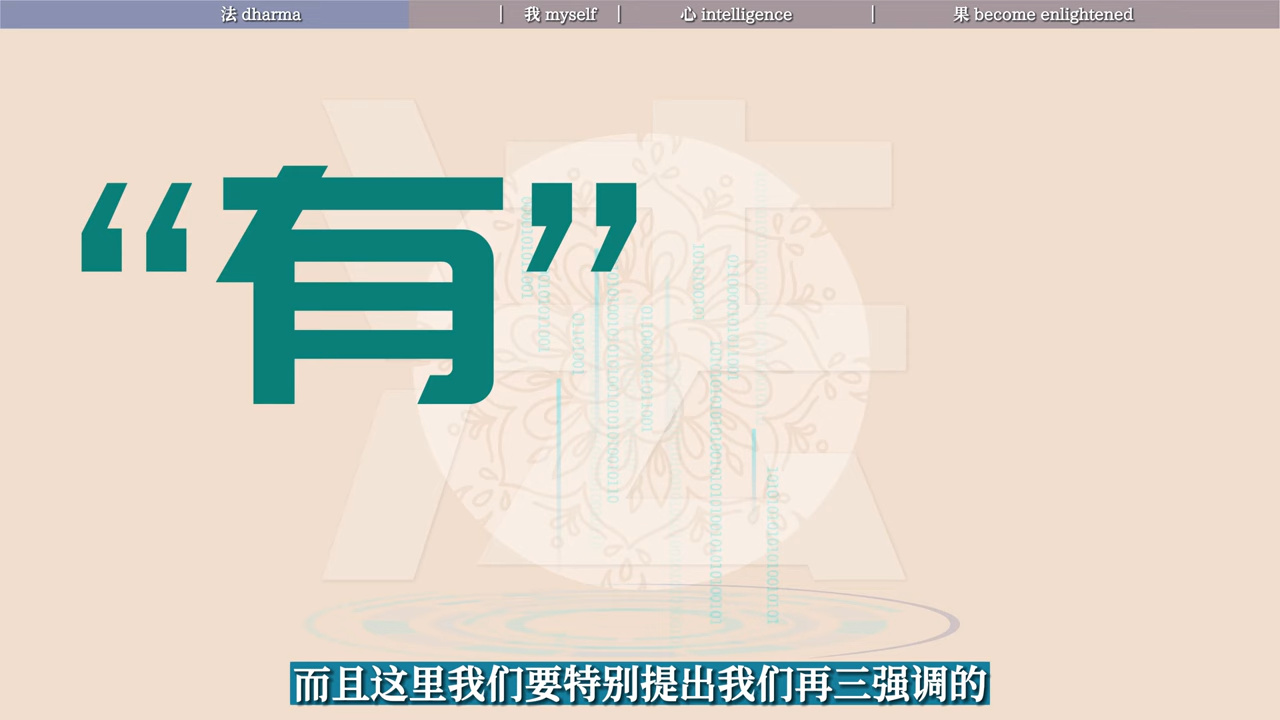 法 dharma | 我 myself | 心 intelligence | 果 become enlightened
“有”
法
而且这里我们要特别提出我们再三强调的